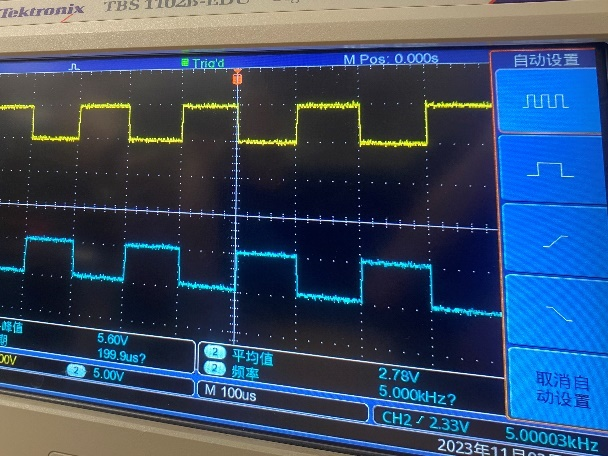 Tektronix TBS 1102B-EDU
Trig'd M Pos: 0.000s 自动设置
峰值 5.60V
199.9us?
2 平均值 2.78V
2 频率 5.000kHz?
2 5.00V
M 100us
CH2 2.33V 5.00003kHz
取消自
动设置
2023年11月